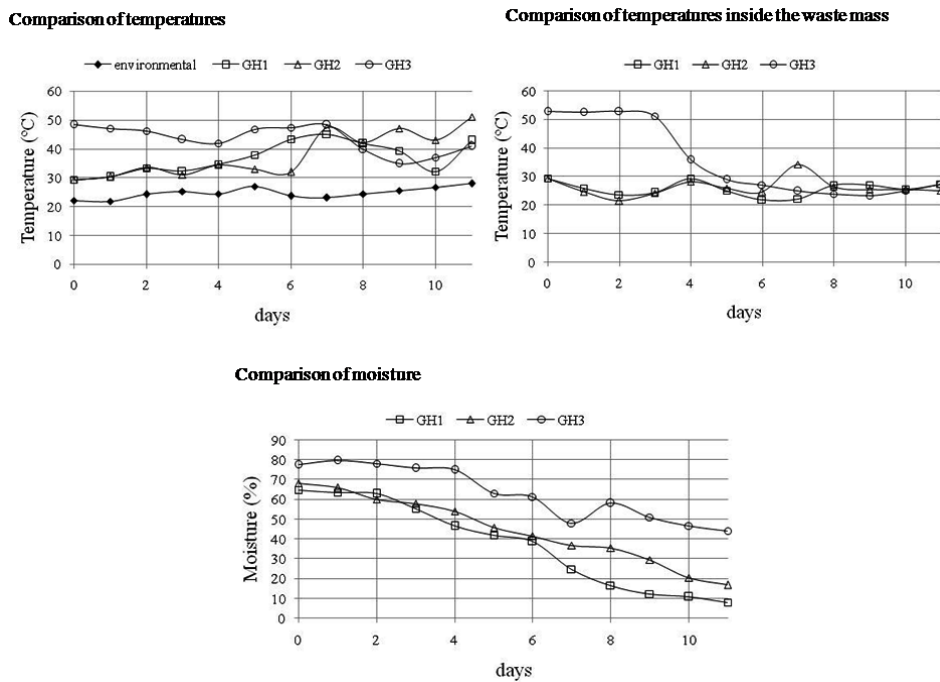 Comparison of temperatures
environmental GH1 GH2 GH3
Temperature (°C)
60
50
40
30
20
10
0
0 2 4 6 8 10
days
Comparison of temperatures inside the waste mass
GH1 GH2 GH3
Temperature (°C)
60
50
40
30
20
10
0
0 2 4 6 8 10
days
Comparison of moisture
GH1 GH2 GH3
Moisture (%)
90
80
70
60
50
40
30
20
10
0
0 2 4 6 8 10
days